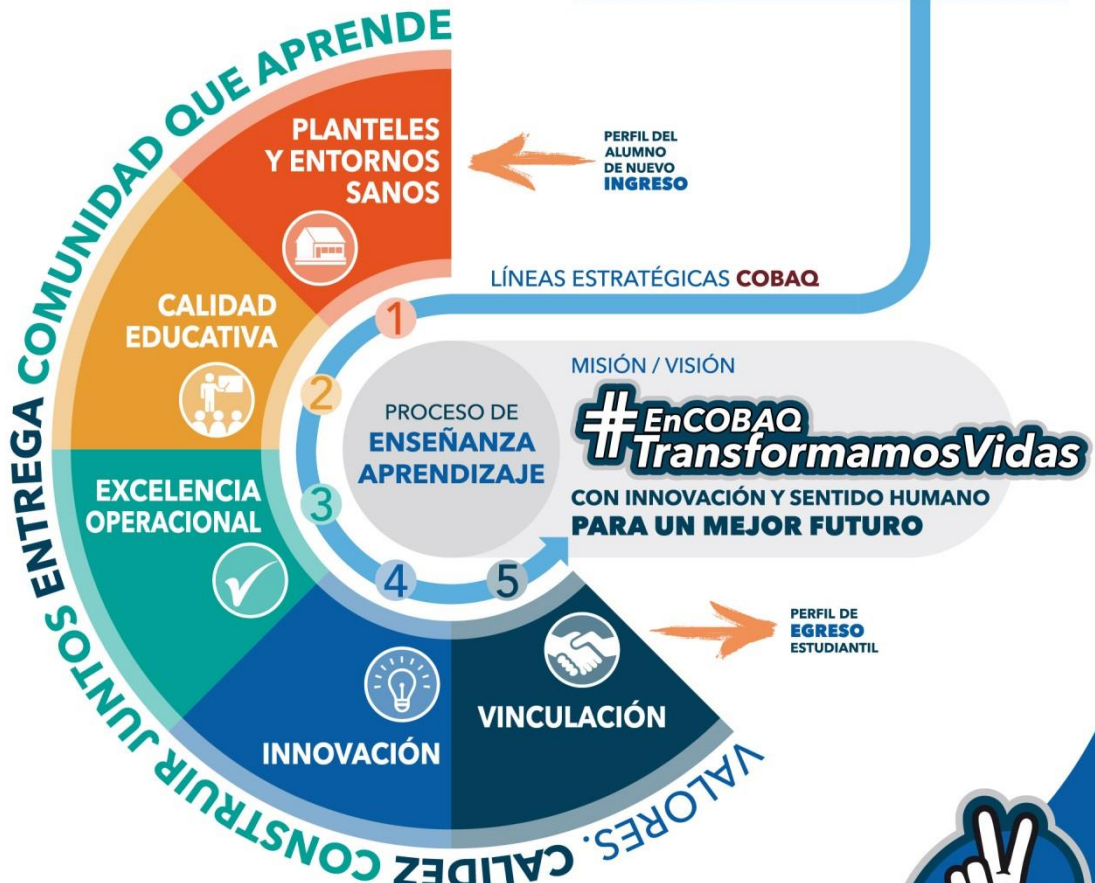 VALORES. CALIDEZ CONSTRUIR JUNTOS ENTREGA COMUNIDAD QUE APRENDE
PLANTELES
Y ENTORNOS
SANOS
PERFIL DEL
ALUMNO
DE NUEVO
INGRESO
LÍNEAS ESTRATÉGICAS COBAQ
CALIDAD
EDUCATIVA
1
2
3
4
5
PROCESO DE
ENSEÑANZA
APRENDIZAJE
MISIÓN / VISIÓN
#EnCOBAQ
TransformamosVidas
CON INNOVACIÓN Y SENTIDO HUMANO
PARA UN MEJOR FUTURO
EXCELENCIA
OPERACIONAL
INNOVACIÓN
VINCULACIÓN
PERFIL DE
EGRESO
ESTUDIANTIL